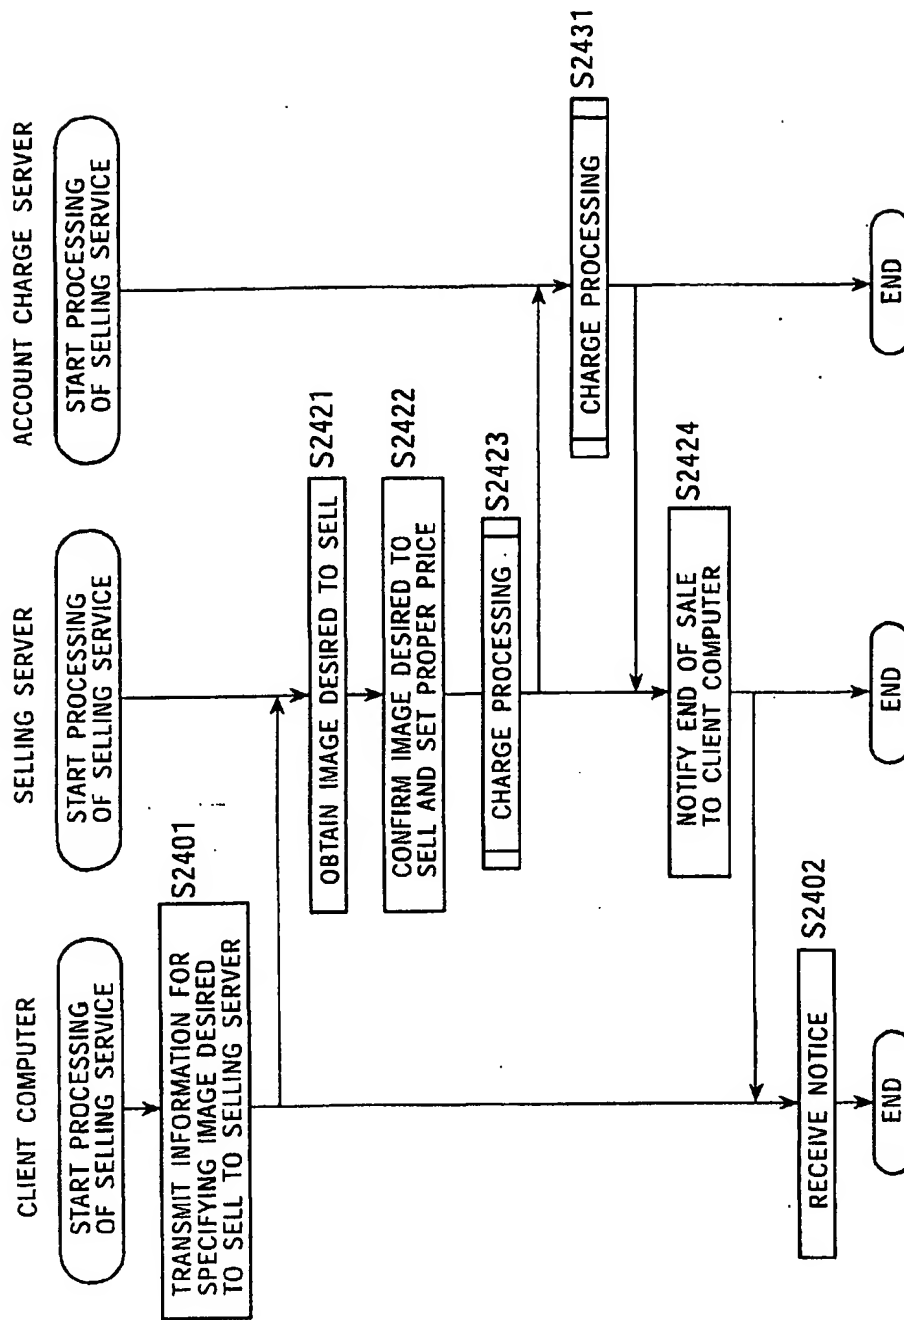 CLIENT COMPUTER
START PROCESSING
OF SELLING SERVICE
TRANSMIT INFORMATION FOR
SPECIFYING IMAGE DESIRED
TO SELL TO SELLING SERVER
S2401
RECEIVE NOTICE
S2402
END
SELLING SERVER
START PROCESSING
OF SELLING SERVICE
OBTAIN IMAGE DESIRED TO SELL
S2421
CONFIRM IMAGE DESIRED TO
SELL AND SET PROPER PRICE
S2422
CHARGE PROCESSING
S2423
NOTIFY END OF SALE
TO CLIENT COMPUTER
S2424
END
ACCOUNT CHARGE SERVER
START PROCESSING
OF SELLING SERVICE
CHARGE PROCESSING
S2431
END